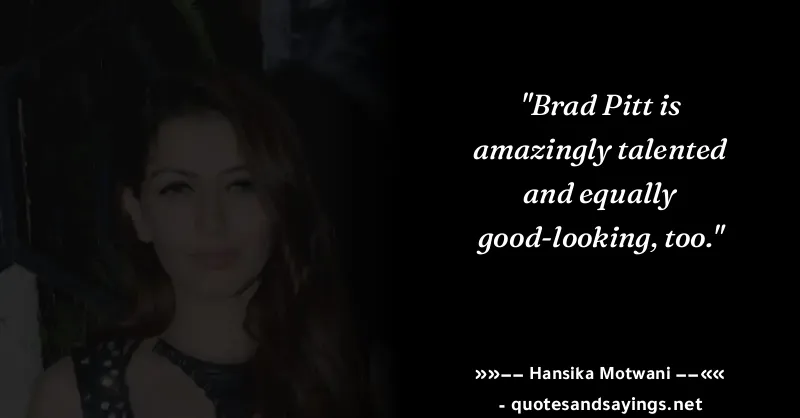 "Brad Pitt is
amazingly talented
and equally
good-looking, too."
»»−− Hansika Motwani −−««
- quotesandsayings.net